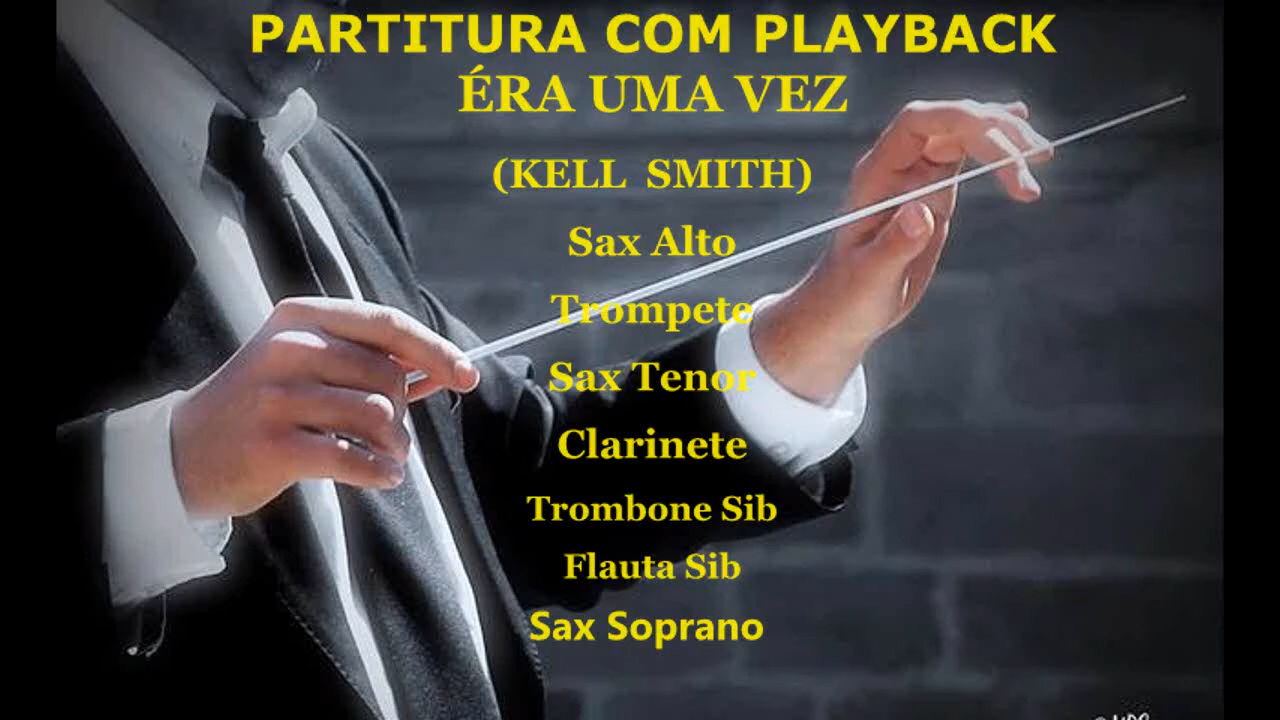 PARTITURA COM PLAYBACK
ÉRA UMA VEZ
(KELL SMITH)
Sax Alto
Trompete
Sax Tenor
Clarinete
Trombone Sib
Flauta Sib
Sax Soprano